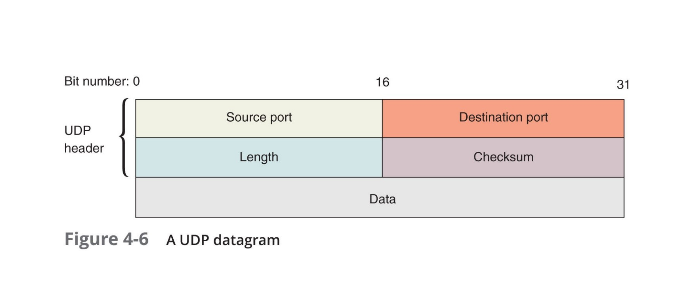 Bit number: 0 16 31
Source port Destination port
UDP
header
Length Checksum
Data
Figure 4-6 A UDP datagram